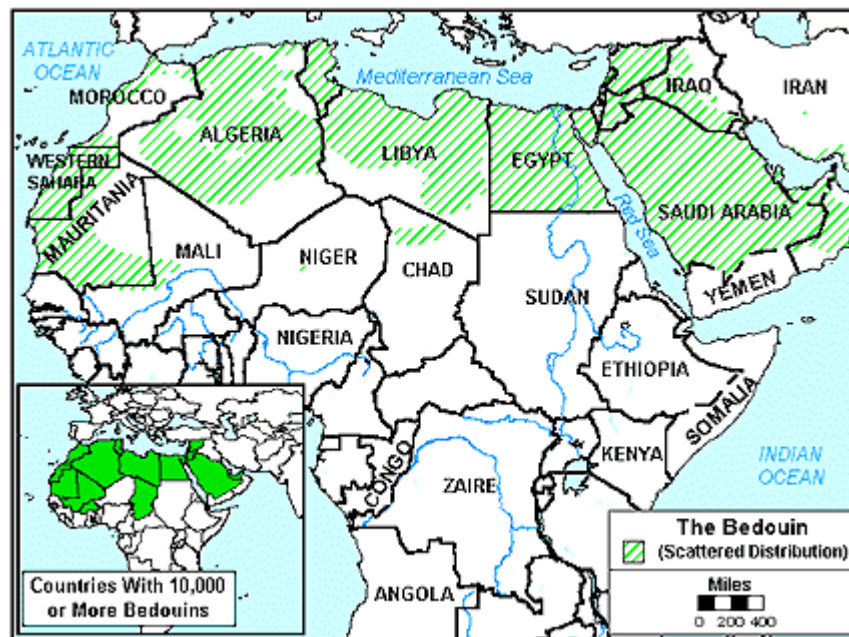 ATLANTIC
OCEAN
Mediterranean Sea
MOROCCO
IRAQ
IRAN
ALGERIA
LIBYA
EGYPT
WESTERN
SAHARA
MAURITANIA
Red Sea
SAUDI ARABIA
MALI
NIGER
CHAD
SUDAN
YEMEN
NIGERIA
ETHIOPIA
SOMALIA
CONGO
KENYA
ZAIRE
INDIAN
OCEAN
ANGOLA
Countries With 10,000
or More Bedouins
The Bedouin
(Scattered Distribution)
Miles
0 200 400